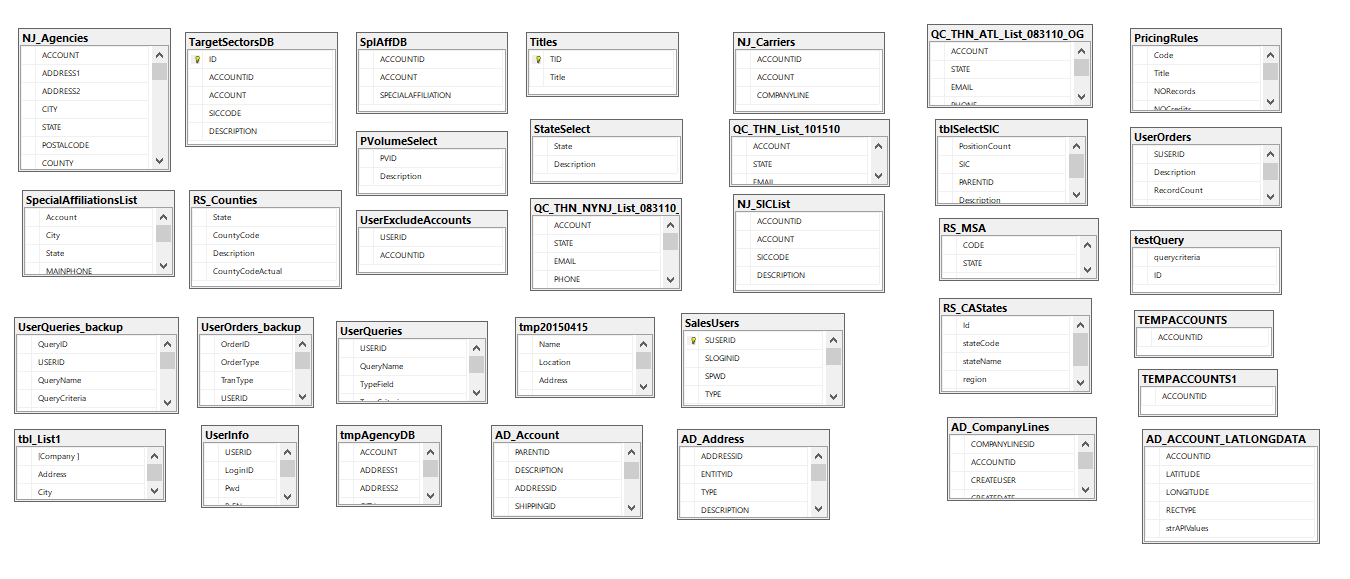 NJ_Agencies
ACCOUNT
ADDRESS1
ADDRESS2
CITY
STATE
POSTALCODE
COUNTY
TargetSectorsDB
ID
ACCOUNTID
ACCOUNT
SICCODE
DESCRIPTION
SplAffDB
ACCOUNTID
ACCOUNT
SPECIALAFFILIATION
Titles
TID
Title
NJ_Carriers
ACCOUNTID
ACCOUNT
COMPANYLINE
QC_THN_ATL_List_083110_OG
ACCOUNT
STATE
EMAIL
PHONE
PricingRules
Code
Title
NORecords
NOCredits
PVolumeSelect
PVID
Description
StateSelect
State
Description
QC_THN_List_101510
ACCOUNT
STATE
EMAIL
tblSelectSIC
PositionCount
SIC
PARENTID
Description
UserOrders
SUSERID
Description
RecordCount
SpecialAffiliationsList
Account
City
State
MAINPHONE
RS_Counties
State
CountyCode
Description
CountyCodeActual
UserExcludeAccounts
USERID
ACCOUNTID
QC_THN_NYNJ_List_083110_
ACCOUNT
STATE
EMAIL
PHONE
NJ_SICList
ACCOUNTID
ACCOUNT
SICCODE
DESCRIPTION
RS_MSA
CODE
STATE
testQuery
querycriteria
ID
UserQueries_backup
QueryID
USERID
QueryName
QueryCriteria
UserOrders_backup
OrderID
OrderType
TranType
USERID
UserQueries
USERID
QueryName
TypeField
tmp20150415
Name
Location
Address
SalesUsers
SUSERID
SLOGINID
SPWD
TYPE
RS_CAStates
Id
stateCode
stateName
region
TEMPACCOUNTS
ACCOUNTID
TEMPACCOUNTS1
ACCOUNTID
tbl_List1
[Company ]
Address
City
UserInfo
USERID
LoginID
Pwd
tmpAgencyDB
ACCOUNT
ADDRESS1
ADDRESS2
AD_Account
PARENTID
DESCRIPTION
ADDRESSID
SHIPPINGID
AD_Address
ADDRESSID
ENTITYID
TYPE
DESCRIPTION
AD_CompanyLines
COMPANYLINESID
ACCOUNTID
CREATEUSER
CREATEDATE
AD_ACCOUNT_LATLONGDATA
ACCOUNTID
LATITUDE
LONGITUDE
RECTYPE
strAPIValues